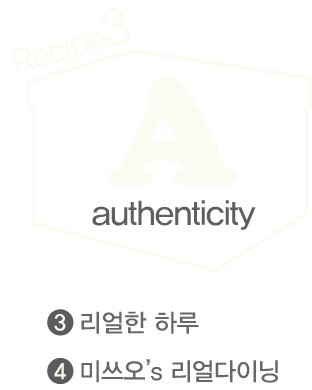 Recipe3
A
authenticity
❸ 리얼한 하루
❹ 미쓰오's 리얼다이닝